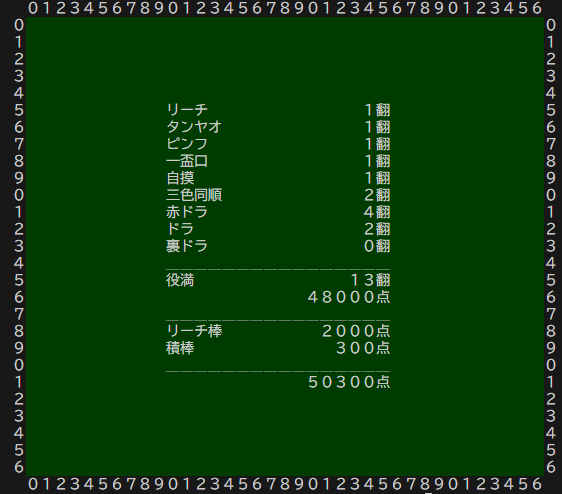 ０１２３４５６７８９０１２３４５６７８９０１２３４５６７８９０１２３４５６
０ ０
１ １
２ ２
３ ３
４ ４
５ リーチ １翻 ５
６ タンヤオ １翻 ６
７ ピンフ １翻 ７
８ 一盃口 １翻 ８
９ 自摸 １翻 ９
０ 三色同順 ２翻 ０
１ 赤ドラ ４翻 １
２ ドラ ２翻 ２
３ 裏ドラ ０翻 ３
４ ＿＿＿＿＿＿＿＿＿＿＿＿＿＿＿＿ ４
５ 役満 １３翻 ５
６ ４８０００点 ６
７ ＿＿＿＿＿＿＿＿＿＿＿＿＿＿＿＿ ７
８ リーチ棒 ２０００点 ８
９ 積棒 ３００点 ９
０ ＿＿＿＿＿＿＿＿＿＿＿＿＿＿＿＿ ０
１ ５０３００点 １
２ ２
３ ３
４ ４
５ ５
６ ６
０１２３４５６７８９０１２３４５６７８９０１２３４５６７８９０１２３４５６